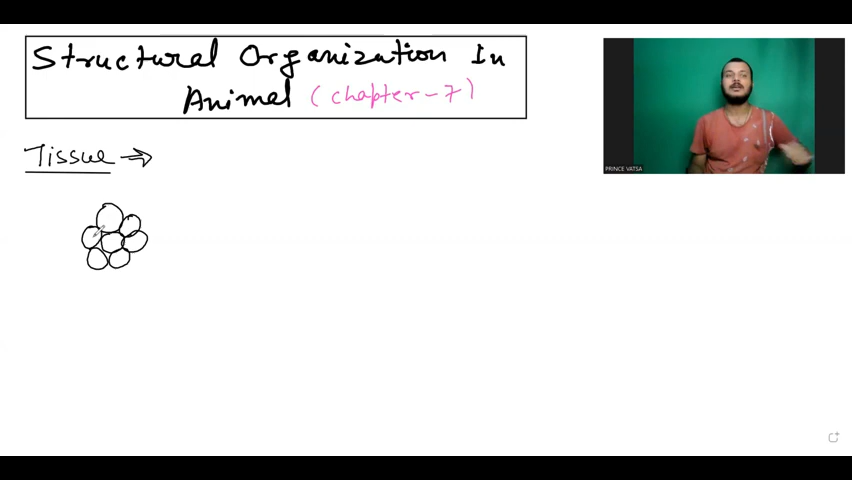 Structural Organization In
Animal (Chapter-7)
Tissue →
PRINCE VATSA